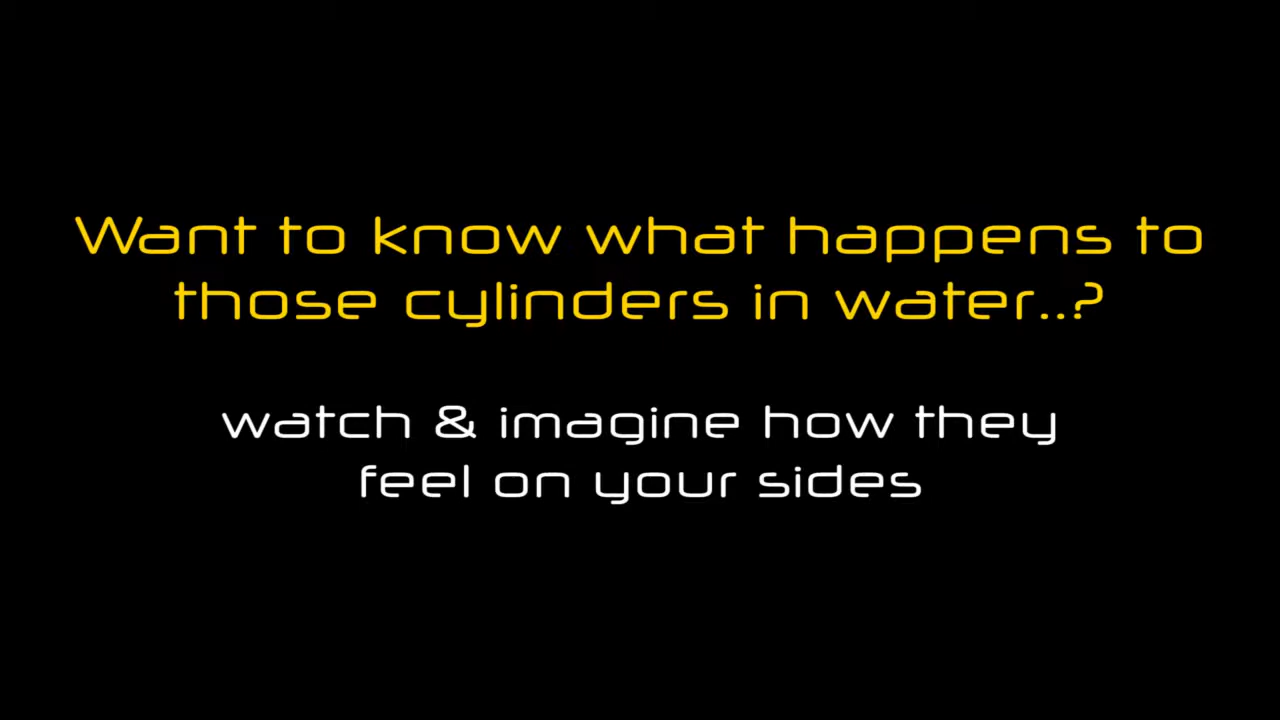 Want to know what happens to
those cylinders in water..?
watch & imagine how they
feel on your sides